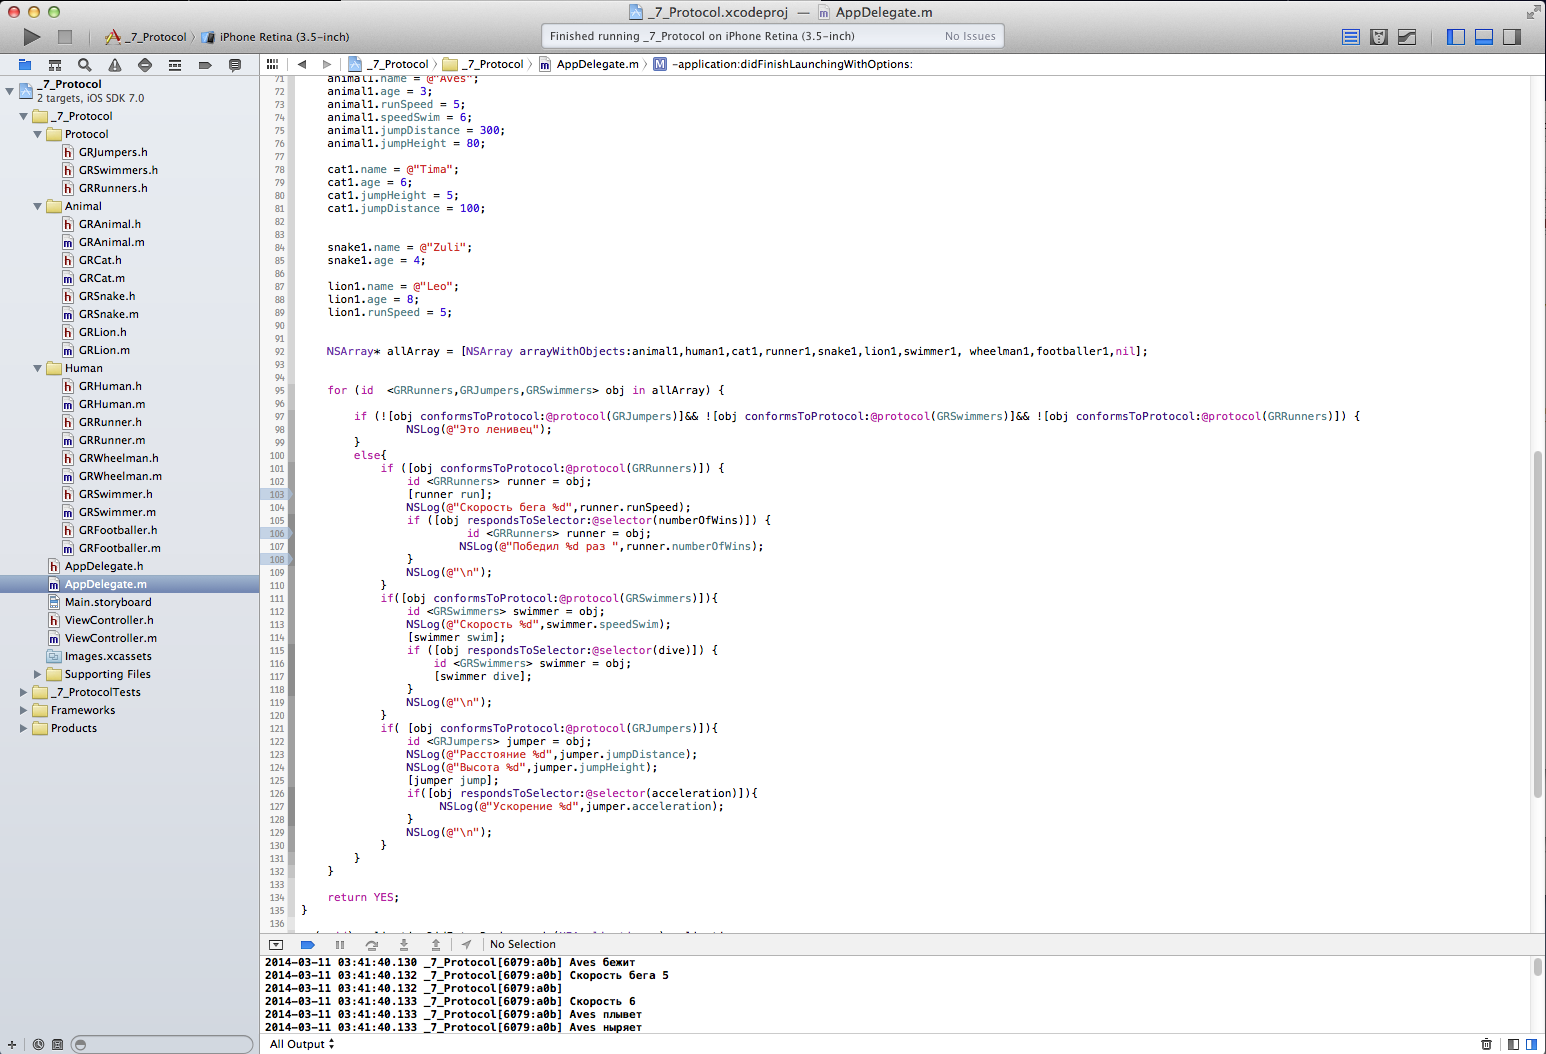 _7_Protocol.xcodeproj — AppDelegate.m
_7_Protocol iPhone Retina (3.5-inch)
Finished running _7_Protocol on iPhone Retina (3.5-inch) No Issues
_7_Protocol _7_Protocol AppDelegate.m M -application:didFinishLaunchingWithOptions:
_7_Protocol
2 targets, iOS SDK 7.0
_7_Protocol
Protocol
h GRJumpers.h
h GRSwimmers.h
h GRRunners.h
Animal
h GRAnimal.h
m GRAnimal.m
h GRCat.h
m GRCat.m
h GRSnake.h
m GRSnake.m
h GRLion.h
m GRLion.m
Human
h GRHuman.h
m GRHuman.m
h GRRunner.h
m GRRunner.m
h GRWheelman.h
m GRWheelman.m
h GRSwimmer.h
m GRSwimmer.m
h GRFootballer.h
m GRFootballer.m
h AppDelegate.h
m AppDelegate.m
Main.storyboard
h ViewController.h
m ViewController.m
Images.xcassets
Supporting Files
_7_ProtocolTests
Frameworks
Products
71 animal1.name = @"Aves";
72 animal1.age = 3;
73 animal1.runSpeed = 5;
74 animal1.speedSwim = 6;
75 animal1.jumpDistance = 300;
76 animal1.jumpHeight = 80;
77
78 cat1.name = @"Tima";
79 cat1.age = 6;
80 cat1.jumpHeight = 5;
81 cat1.jumpDistance = 100;
82
83
84 snake1.name = @"Zuli";
85 snake1.age = 4;
86
87 lion1.name = @"Leo";
88 lion1.age = 8;
89 lion1.runSpeed = 5;
90
91
92 NSArray* allArray = [NSArray arrayWithObjects:animal1,human1,cat1,runner1,snake1,lion1,swimmer1, wheelman1,footballer1,nil];
93
94
95 for (id  <GRRunners,GRJumpers,GRSwimmers> obj in allArray) {
96
97 if (![obj conformsToProtocol:@protocol(GRJumpers)]&& ![obj conformsToProtocol:@protocol(GRSwimmers)]&& ![obj conformsToProtocol:@protocol(GRRunners)]) {
98 NSLog(@"Это ленивец");
99 }
100 else{
101 if ([obj conformsToProtocol:@protocol(GRRunners)]) {
102 id <GRRunners> runner = obj;
103 [runner run];
104 NSLog(@"Скорость бега %d",runner.runSpeed);
105 if ([obj respondsToSelector:@selector(numberOfWins)]) {
106 id <GRRunners> runner = obj;
107 NSLog(@"Победил %d раз ",runner.numberOfWins);
108 }
109 NSLog(@"\n");
110 }
111 if([obj conformsToProtocol:@protocol(GRSwimmers)]){
112 id <GRSwimmers> swimmer = obj;
113 NSLog(@"Скорость %d",swimmer.speedSwim);
114 [swimmer swim];
115 if ([obj respondsToSelector:@selector(dive)]) {
116 id <GRSwimmers> swimmer = obj;
117 [swimmer dive];
118 }
119 NSLog(@"\n");
120 }
121 if( [obj conformsToProtocol:@protocol(GRJumpers)]){
122 id <GRJumpers> jumper = obj;
123 NSLog(@"Расстояние %d",jumper.jumpDistance);
124 NSLog(@"Высота %d",jumper.jumpHeight);
125 [jumper jump];
126 if([obj respondsToSelector:@selector(acceleration)]){
127 NSLog(@"Ускорение %d",jumper.acceleration);
128 }
129 NSLog(@"\n");
130 }
131 }
132 }
133
134 return YES;
135 }
136
No Selection
2014-03-11 03:41:40.130 _7_Protocol[6079:a0b] Aves бежит
2014-03-11 03:41:40.132 _7_Protocol[6079:a0b] Скорость бега 5
2014-03-11 03:41:40.132 _7_Protocol[6079:a0b]
2014-03-11 03:41:40.133 _7_Protocol[6079:a0b] Скорость 6
2014-03-11 03:41:40.133 _7_Protocol[6079:a0b] Aves плывет
2014-03-11 03:41:40.133 _7_Protocol[6079:a0b] Aves ныряет
All Output